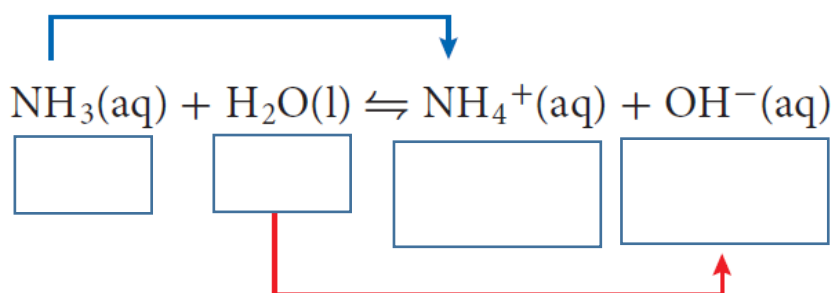 NH₃(aq) + H₂O(l) ⇋ NH₄⁺(aq) + OH⁻(aq)